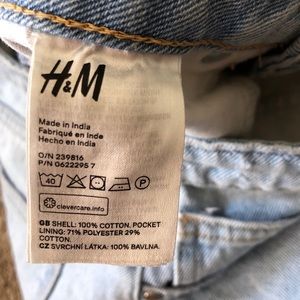 H&M
Made in India
Fabriqué en Inde
Hecho en India
O/N 239816
P/N 0622295 7
40
clevercare.info
GB SHELL: 100% COTTON. POCKET
LINING: 71% POLYESTER 29%
COTTON.
CZ SVRCHNÍ LÁTKA: 100% BAVLNA.